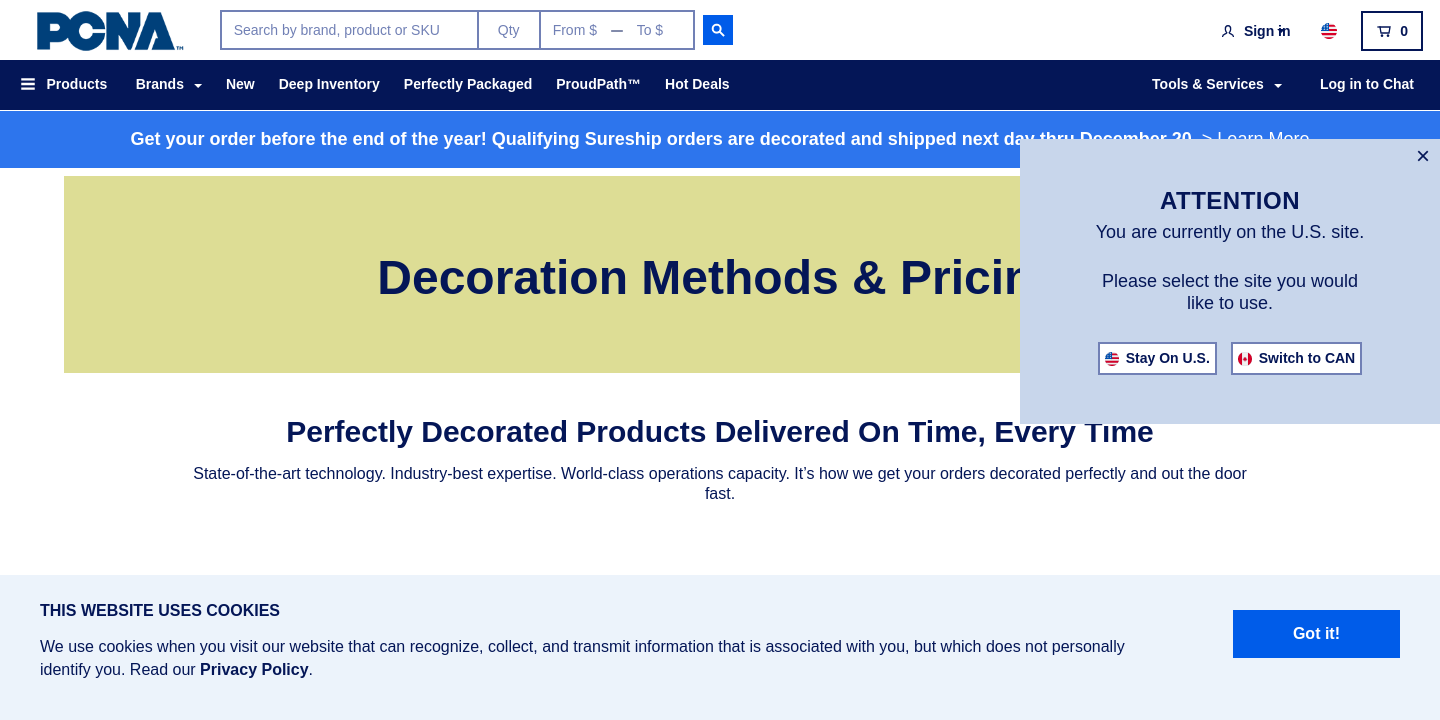 PCNA™
Search by brand, product or SKU
Qty
From $ — To $
Sign in
0
Products
Brands
New
Deep Inventory
Perfectly Packaged
ProudPath™
Hot Deals
Tools & Services
Log in to Chat
Get your order before the end of the year! Qualifying Sureship orders are decorated and shipped next day thru December 20. > Learn More
×
ATTENTION
You are currently on the U.S. site.
Please select the site you would
like to use.
Stay On U.S.
Switch to CAN
Decoration Methods & Pricin
Perfectly Decorated Products Delivered On Time, Every Time
State-of-the-art technology. Industry-best expertise. World-class operations capacity. It’s how we get your orders decorated perfectly and out the door
fast.
THIS WEBSITE USES COOKIES
We use cookies when you visit our website that can recognize, collect, and transmit information that is associated with you, but which does not personally
identify you. Read our Privacy Policy.
Got it!